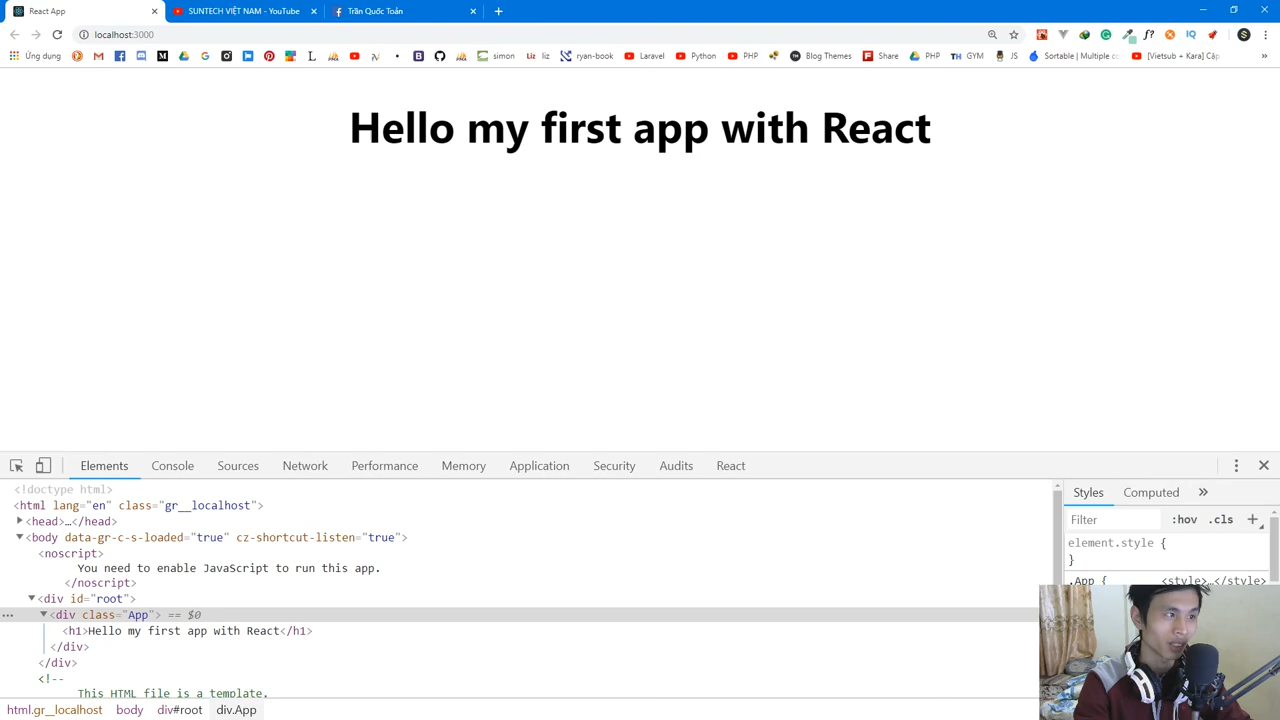 React App
SUNTECH VIỆT NAM - YouTube
Trần Quốc Toản
localhost:3000
Ứng dụng
simon
liz
ryan-book
Laravel
Python
PHP
Blog Themes
Share
PHP
GYM
JS
Sortable | Multiple c
[Vietsub + Kara] Cắp
Hello my first app with React
Elements
Console
Sources
Network
Performance
Memory
Application
Security
Audits
React
<!doctype html>
<html lang="en" class="gr__localhost">
<head>…</head>
<body data-gr-c-s-loaded="true" cz-shortcut-listen="true">
<noscript>
You need to enable JavaScript to run this app.
</noscript>
<div id="root">
<div class="App"> == $0
<h1>Hello my first app with React</h1>
</div>
</div>
<!--
This HTML file is a template.
html.gr__localhost body div#root div.App
Styles
Computed
Filter
:hov .cls
element.style {
}
.App { <style>…</style>